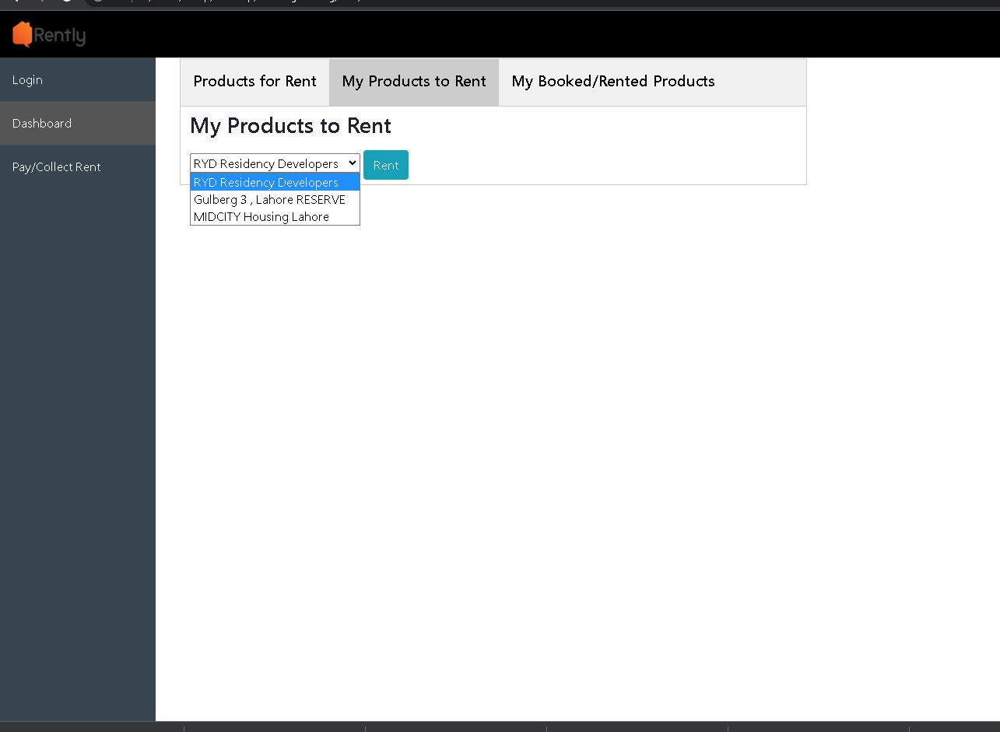 Rently
Login
Dashboard
Pay/Collect Rent
Products for Rent
My Products to Rent
My Booked/Rented Products
My Products to Rent
RYD Residency Developers
Rent
RYD Residency Developers
Gulberg 3 , Lahore RESERVE
MIDCITY Housing Lahore